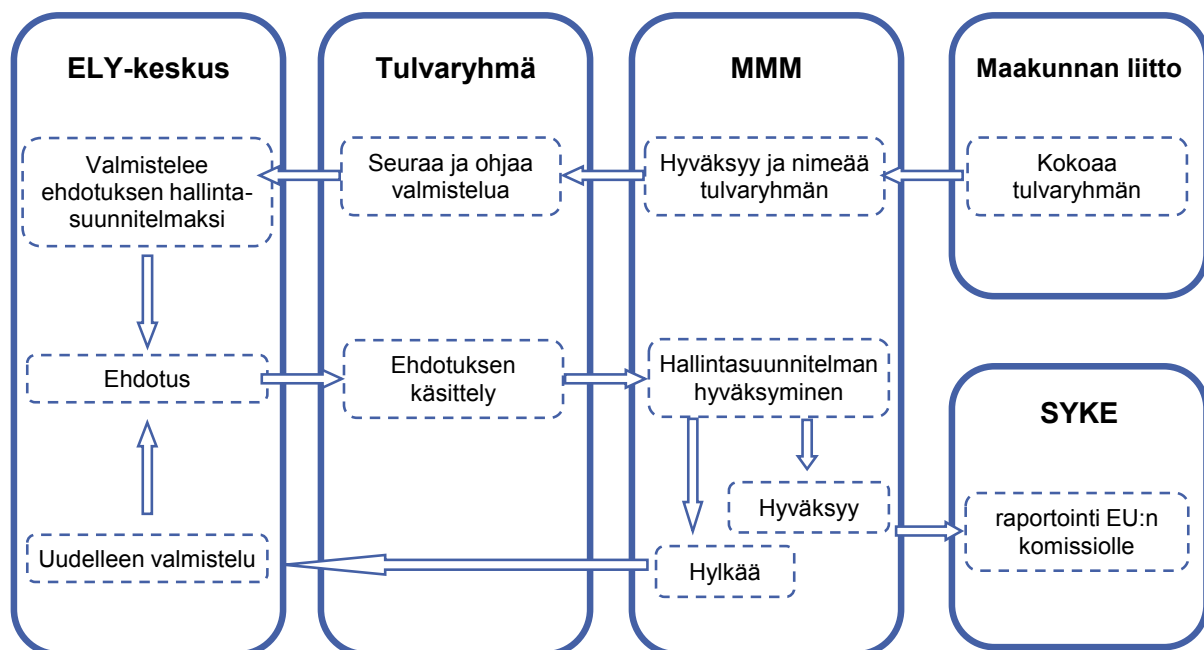 ELY-keskus
Valmistelee
ehdotuksen hallinta-
suunnitelmaksi
Ehdotus
Uudelleen valmistelu
Tulvaryhmä
Seuraa ja ohjaa
valmistelua
Ehdotuksen
käsittely
MMM
Hyväksyy ja nimeää
tulvaryhmän
Hallintasuunnitelman
hyväksyminen
Hyväksyy
Hylkää
Maakunnan liitto
Kokoaa
tulvaryhmän
SYKE
raportointi EU:n
komissiolle